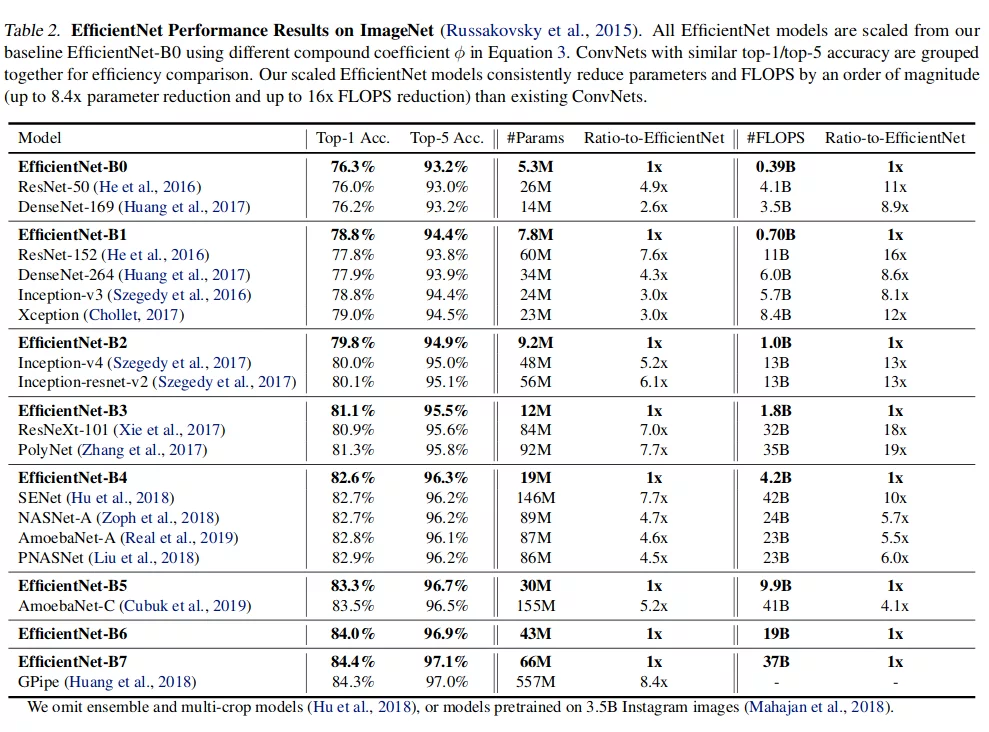 Table 2. EfficientNet Performance Results on ImageNet (Russakovsky et al., 2015). All EfficientNet models are scaled from our
baseline EfficientNet-B0 using different compound coefficient ϕ in Equation 3. ConvNets with similar top-1/top-5 accuracy are grouped
together for efficiency comparison. Our scaled EfficientNet models consistently reduce parameters and FLOPS by an order of magnitude
(up to 8.4x parameter reduction and up to 16x FLOPS reduction) than existing ConvNets.
Model Top-1 Acc. Top-5 Acc. #Params Ratio-to-EfficientNet #FLOPS Ratio-to-EfficientNet
EfficientNet-B0 76.3% 93.2% 5.3M 1x 0.39B 1x
ResNet-50 (He et al., 2016) 76.0% 93.0% 26M 4.9x 4.1B 11x
DenseNet-169 (Huang et al., 2017) 76.2% 93.2% 14M 2.6x 3.5B 8.9x
EfficientNet-B1 78.8% 94.4% 7.8M 1x 0.70B 1x
ResNet-152 (He et al., 2016) 77.8% 93.8% 60M 7.6x 11B 16x
DenseNet-264 (Huang et al., 2017) 77.9% 93.9% 34M 4.3x 6.0B 8.6x
Inception-v3 (Szegedy et al., 2016) 78.8% 94.4% 24M 3.0x 5.7B 8.1x
Xception (Chollet, 2017) 79.0% 94.5% 23M 3.0x 8.4B 12x
EfficientNet-B2 79.8% 94.9% 9.2M 1x 1.0B 1x
Inception-v4 (Szegedy et al., 2017) 80.0% 95.0% 48M 5.2x 13B 13x
Inception-resnet-v2 (Szegedy et al., 2017) 80.1% 95.1% 56M 6.1x 13B 13x
EfficientNet-B3 81.1% 95.5% 12M 1x 1.8B 1x
ResNeXt-101 (Xie et al., 2017) 80.9% 95.6% 84M 7.0x 32B 18x
PolyNet (Zhang et al., 2017) 81.3% 95.8% 92M 7.7x 35B 19x
EfficientNet-B4 82.6% 96.3% 19M 1x 4.2B 1x
SENet (Hu et al., 2018) 82.7% 96.2% 146M 7.7x 42B 10x
NASNet-A (Zoph et al., 2018) 82.7% 96.2% 89M 4.7x 24B 5.7x
AmoebaNet-A (Real et al., 2019) 82.8% 96.1% 87M 4.6x 23B 5.5x
PNASNet (Liu et al., 2018) 82.9% 96.2% 86M 4.5x 23B 6.0x
EfficientNet-B5 83.3% 96.7% 30M 1x 9.9B 1x
AmoebaNet-C (Cubuk et al., 2019) 83.5% 96.5% 155M 5.2x 41B 4.1x
EfficientNet-B6 84.0% 96.9% 43M 1x 19B 1x
EfficientNet-B7 84.4% 97.1% 66M 1x 37B 1x
GPipe (Huang et al., 2018) 84.3% 97.0% 557M 8.4x - -
We omit ensemble and multi-crop models (Hu et al., 2018), or models pretrained on 3.5B Instagram images (Mahajan et al., 2018).